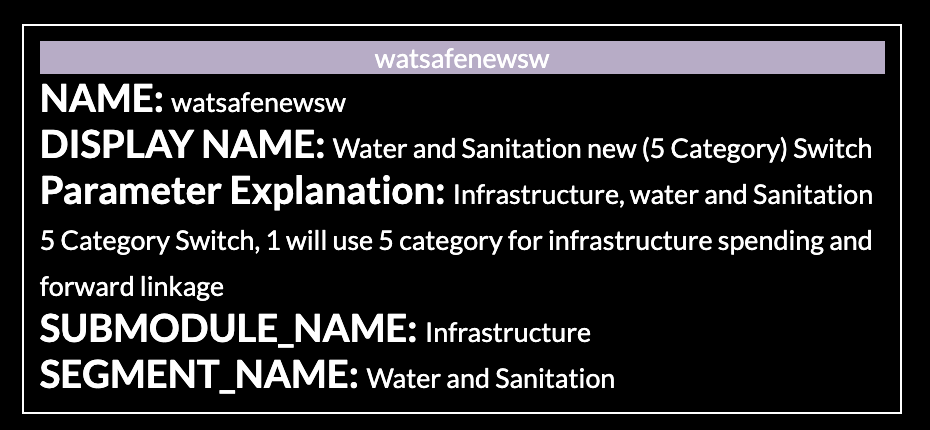 watsafenewsw
NAME: watsafenewsw
DISPLAY NAME: Water and Sanitation new (5 Category) Switch
Parameter Explanation: Infrastructure, water and Sanitation
5 Category Switch, 1 will use 5 category for infrastructure spending and
forward linkage
SUBMODULE_NAME: Infrastructure
SEGMENT_NAME: Water and Sanitation